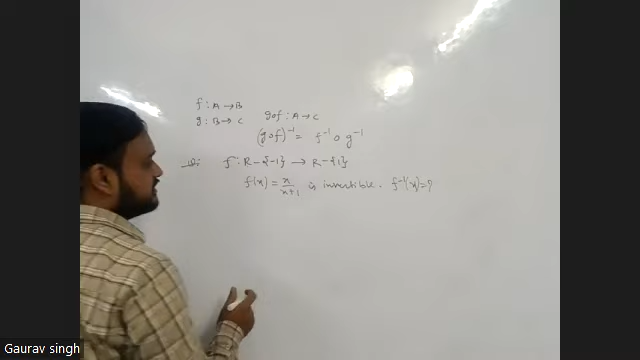 f : A → B
g : B → C    gof : A → C
(gof)⁻¹ = f⁻¹ o g⁻¹
f : R - {-1} → R - {1}
f(x) = x/(x+1) is invertible. f⁻¹(x) = ?
Gaurav singh